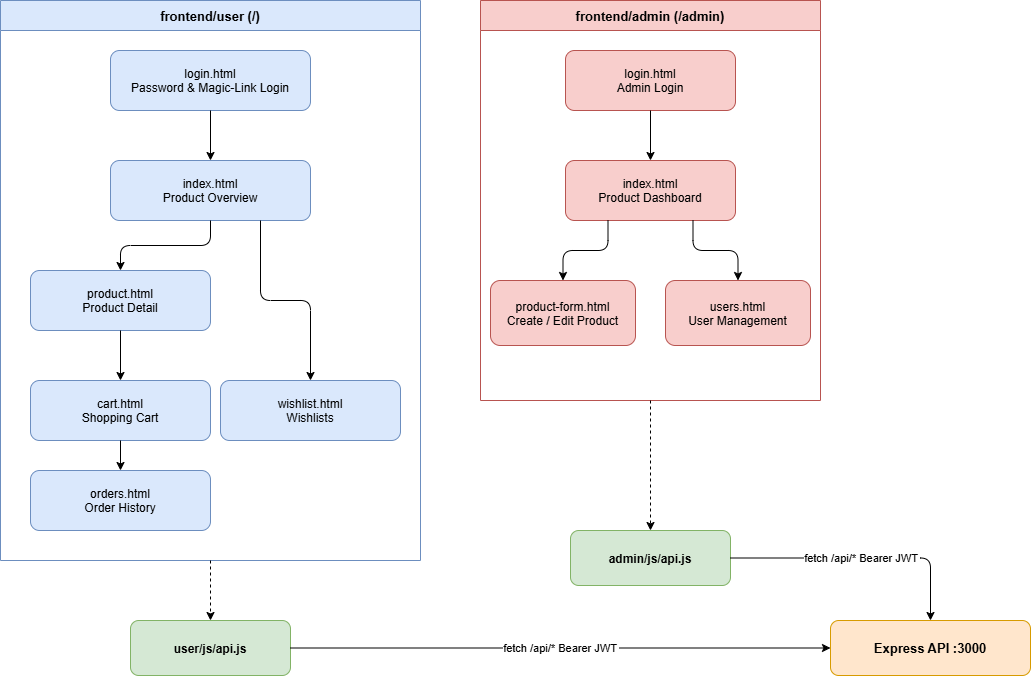 frontend/user (/)
login.html
Password & Magic-Link Login
index.html
Product Overview
product.html
Product Detail
cart.html
Shopping Cart
wishlist.html
Wishlists
orders.html
Order History
frontend/admin (/admin)
login.html
Admin Login
index.html
Product Dashboard
product-form.html
Create / Edit Product
users.html
User Management
admin/js/api.js
fetch /api/* Bearer JWT
user/js/api.js
fetch /api/* Bearer JWT
Express API :3000